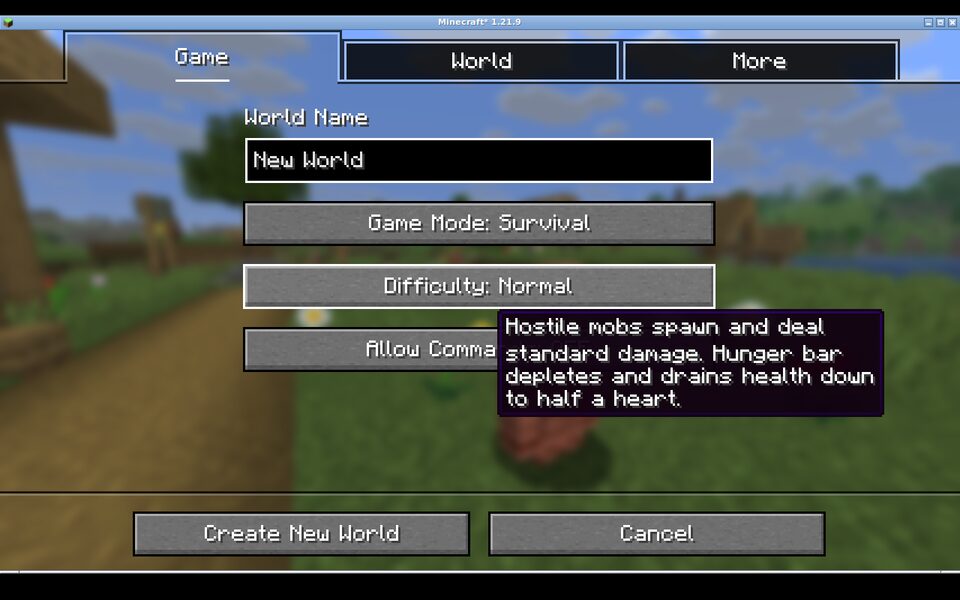 Minecraft* 1.21.9
Game
World
More
World Name
New World
Game Mode: Survival
Difficulty: Normal
Allow Comma
Hostile mobs spawn and deal
standard damage. Hunger bar
depletes and drains health down
to half a heart.
Create New World
Cancel